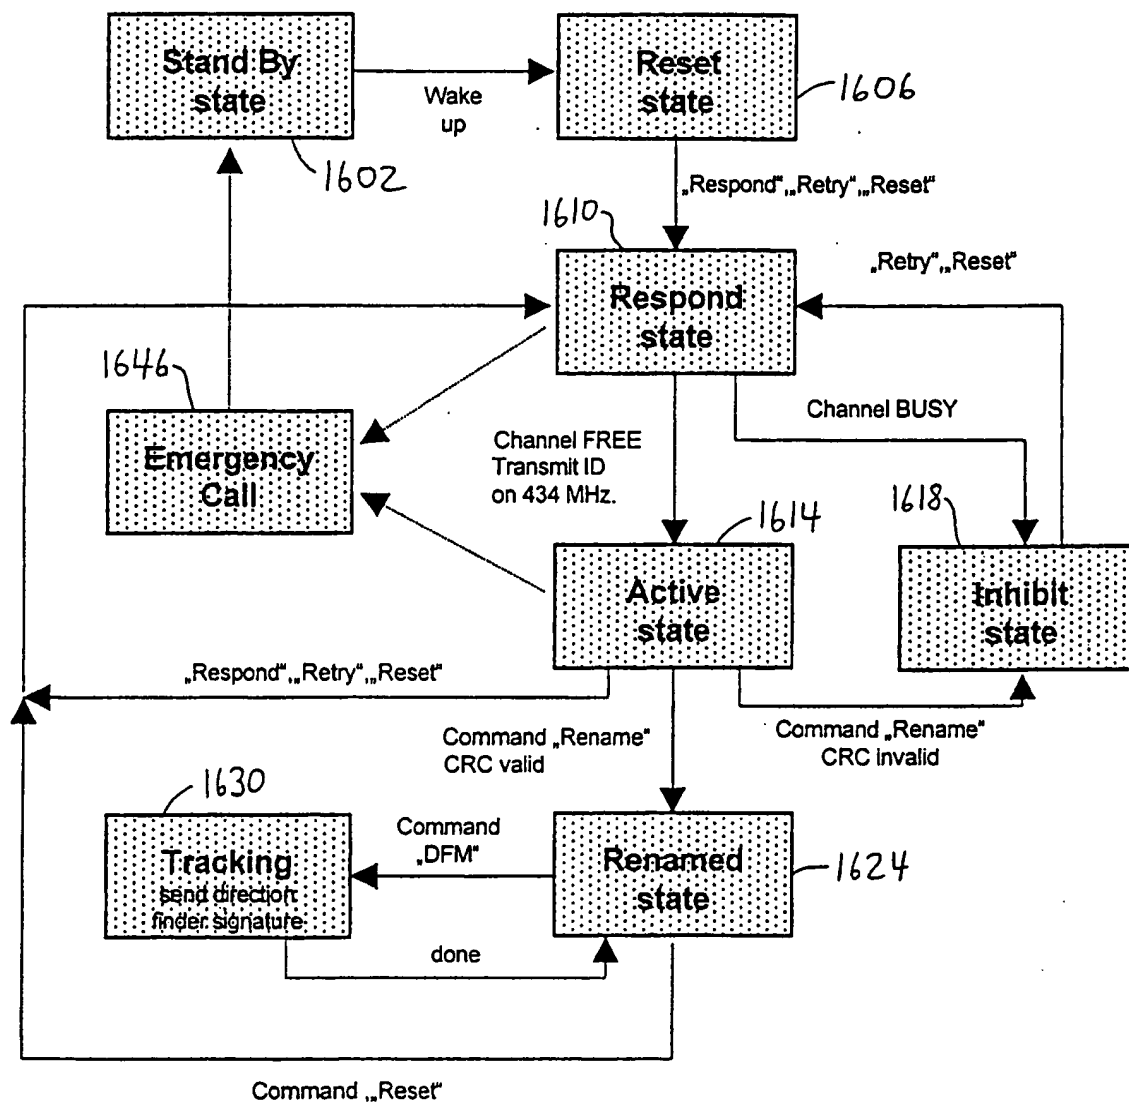 Stand By
state
Reset
state
1606
Wake
up
1602
„Respond“,„Retry“,„Reset“
1610
„Retry“,„Reset“
Respond
state
1646
Channel BUSY
Emergency
Call
Channel FREE
Transmit ID
on 434 MHz.
1614
1618
Active
state
Inhibit
state
„Respond“,„Retry“,„Reset“
Command „Rename“
CRC valid
Command „Rename“
CRC invalid
1630
Command
„DFM“
Tracking
send direction
finder signature
Renamed
state
1624
done
Command „„Reset“